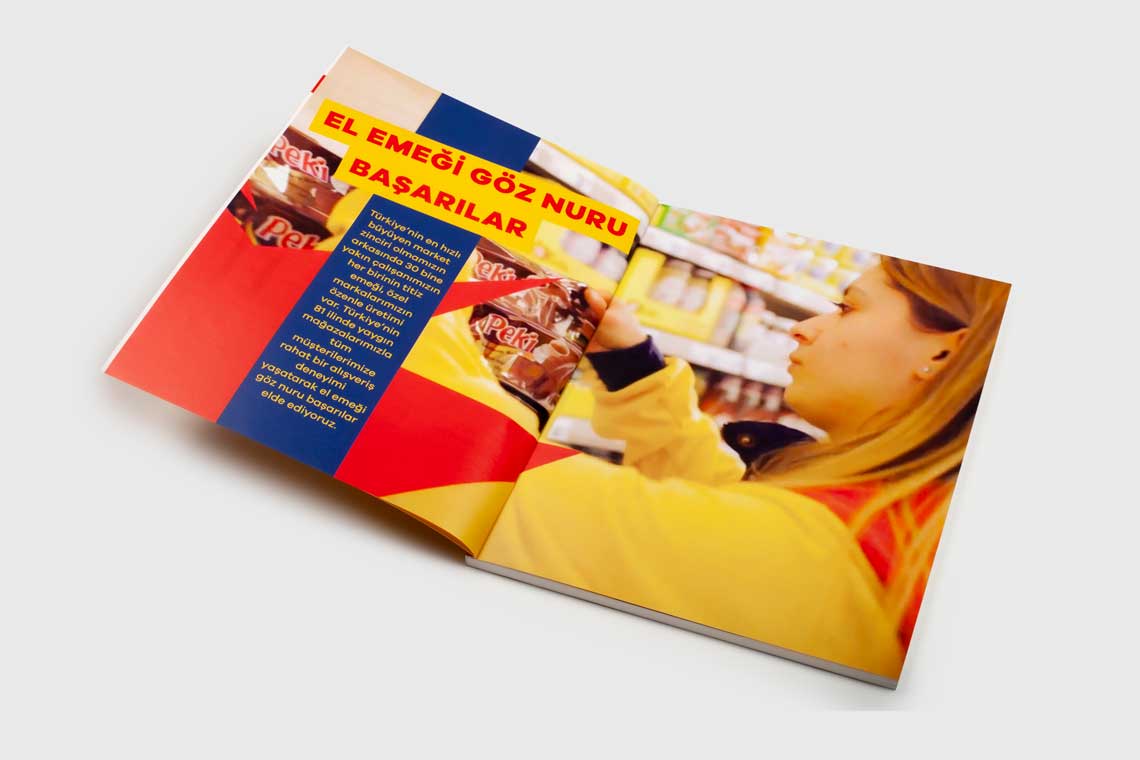 EL EMEĞİ GÖZ NURU
BAŞARILAR
Türkiye'nin en hızlı
büyüyen market
zinciri olmamızın
arkasında 30 bine
yakın çalışanımızın
her birinin titiz
emeği, özel
markalarımızın
özenle üretimi
var. Türkiye'nin
81 ilinde yaygın
mağazalarımızla
tüm
müşterilerimize
rahat bir alışveriş
deneyimi
yaşatarak el emeği
göz nuru başarılar
elde ediyoruz.
Peki
Peki
Peki
Peki